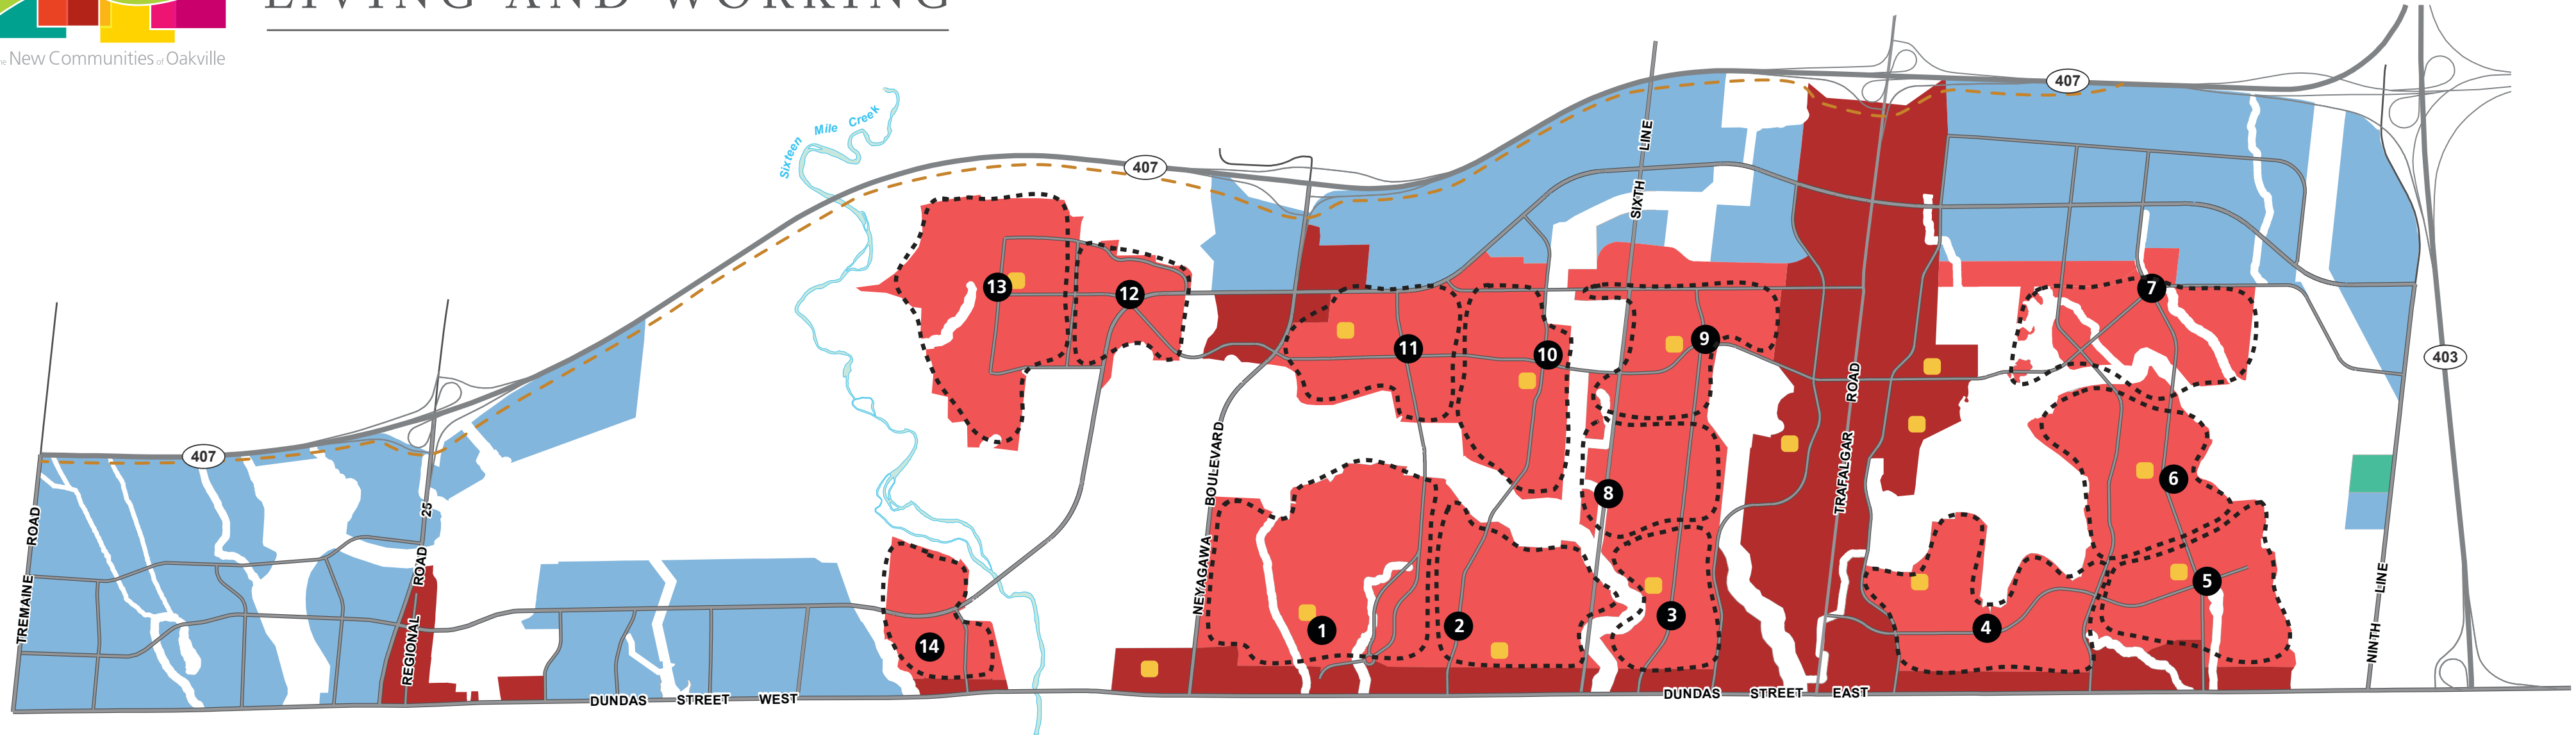 LIVING AND WORKING
New Communities of Oakville
407
Sixteen Mile Creek
407
SIXTH LINE
407
403
TREMAINE ROAD
25
REGIONAL ROAD
NEYAGAWA BOULEVARD
TRAFALGAR ROAD
NINTH LINE
13
12
11
10
9
7
8
6
5
14
1
2
3
4
DUNDAS STREET WEST
DUNDAS STREET EAST